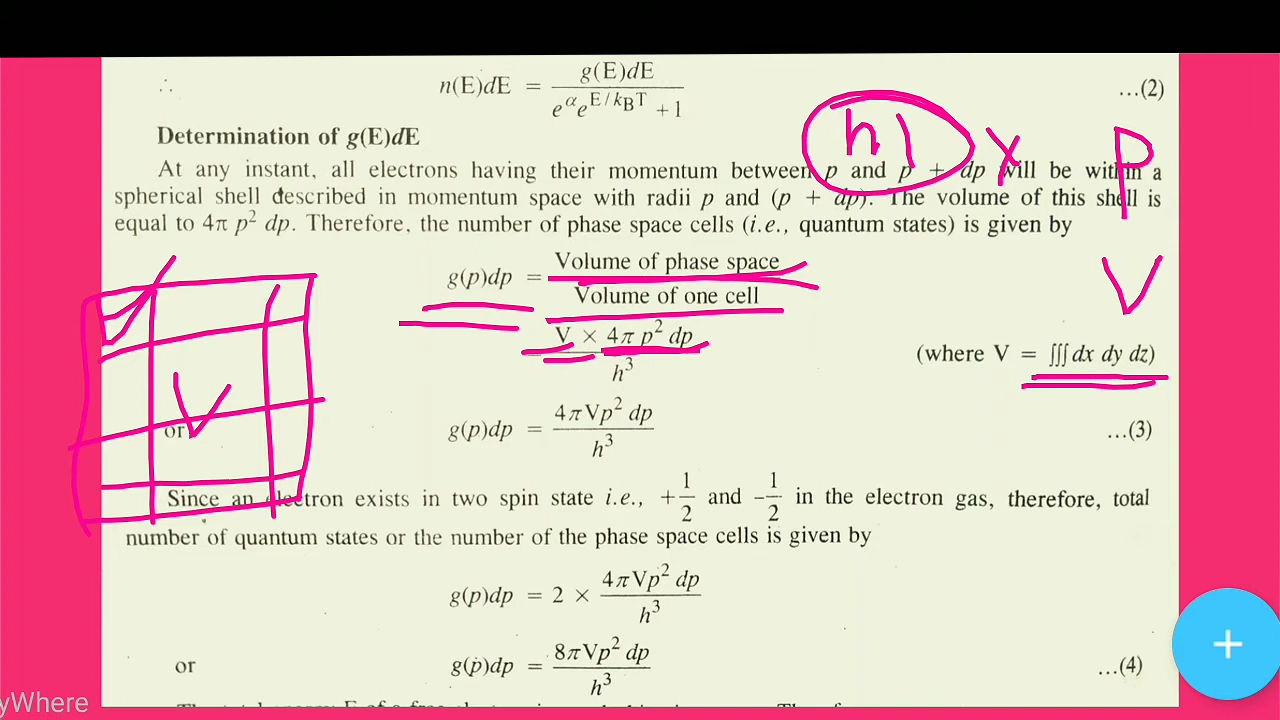 ∴ n(E)dE = g(E)dE / e^α e^{E/k_BT} + 1 ...(2)
Determination of g(E)dE
At any instant, all electrons having their momentum between p and p + dp will be within a
spherical shell described in momentum space with radii p and (p + dp). The volume of this shell is
equal to 4π p² dp. Therefore, the number of phase space cells (i.e., quantum states) is given by
g(p)dp = Volume of phase space / Volume of one cell
V × 4π p² dp / h³ (where V = ∫∫∫ dx dy dz)
or g(p)dp = 4πVp² dp / h³ ...(3)
Since an electron exists in two spin state i.e., +1/2 and -1/2 in the electron gas, therefore, total
number of quantum states or the number of the phase space cells is given by
g(p)dp = 2 × 4πVp² dp / h³
or g(p)dp = 8πVp² dp / h³ ...(4)
P
V
V
yWhere